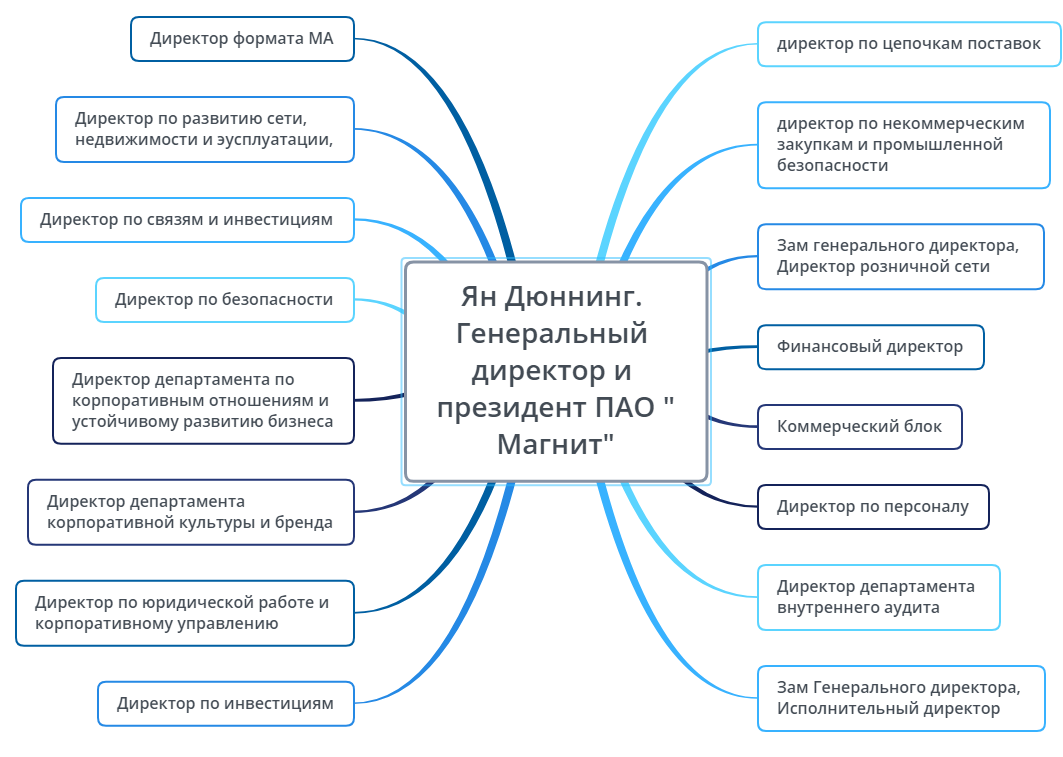 Директор формата МА
Директор по развитию сети,
недвижимости и эусплуатации,
Директор по связям и инвестициям
Директор по безопасности
Директор департамента по
корпоративным отношениям и
устойчивому развитию бизнеса
Директор департамента
корпоративной культуры и бренда
Директор по юридической работе и
корпоративному управлению
Директор по инвестициям
Ян Дюннинг.
Генеральный
директор и
президент ПАО "
Магнит"
директор по цепочкам поставок
директор по некоммерческим
закупкам и промышленной
безопасности
Зам генерального директора,
Директор розничной сети
Финансовый директор
Коммерческий блок
Директор по персоналу
Директор департамента
внутреннего аудита
Зам Генерального директора,
Исполнительный директор